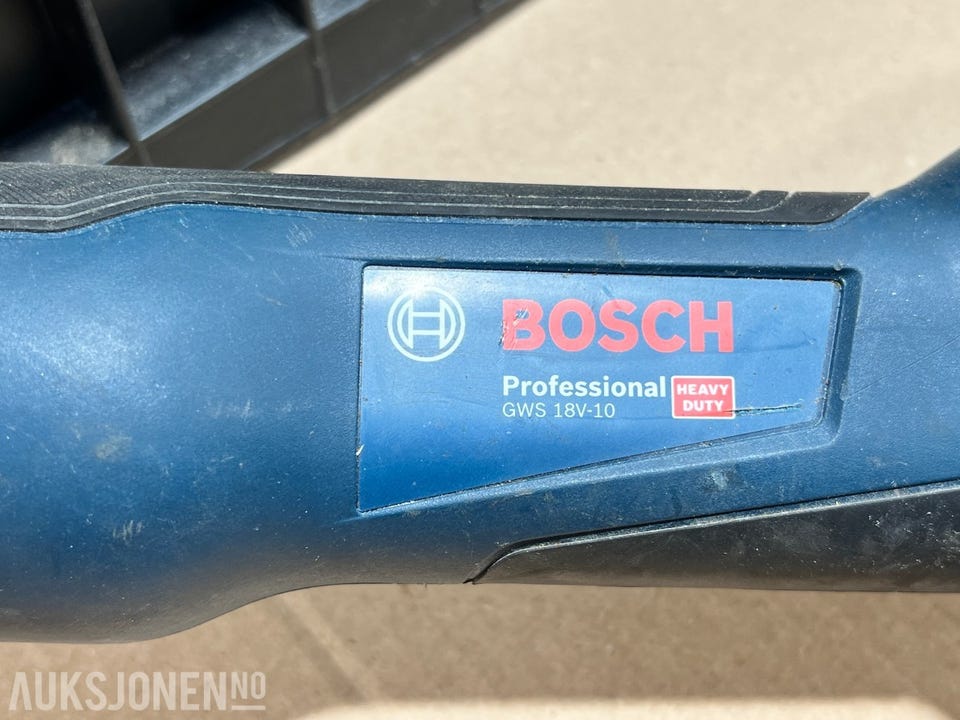 BOSCH
Professional HEAVY DUTY
GWS 18V-10
AUKSJONEN.NO